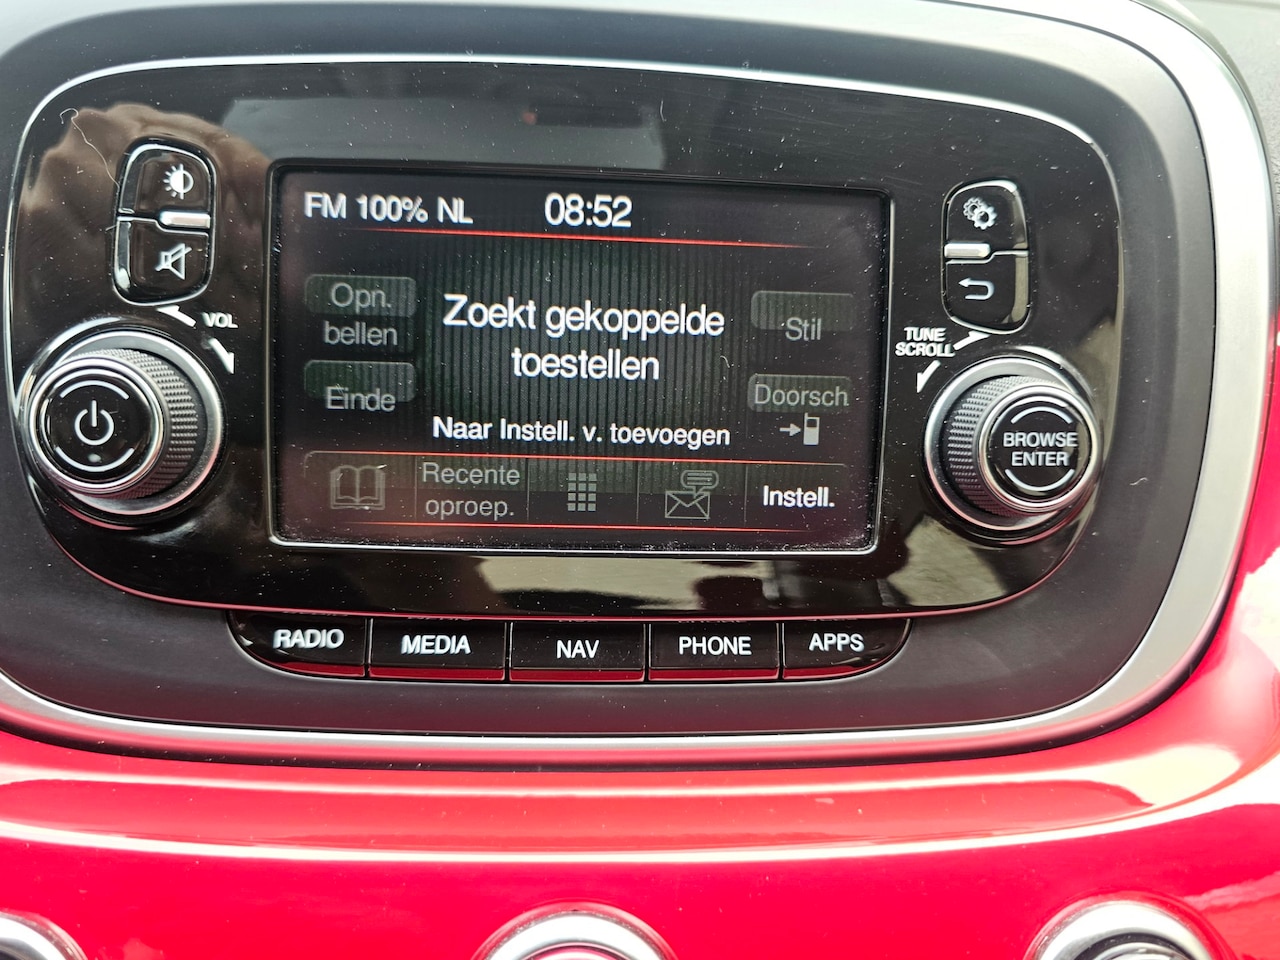 FM 100% NL 08:52
VOL
TUNE
SCROLL
Opn.
bellen
Zoekt gekoppelde
toestellen
Stil
Einde
Doorsch
Naar Instell. v. toevoegen
BROWSE
ENTER
Recente
oproep.
Instell.
RADIO MEDIA NAV PHONE APPS